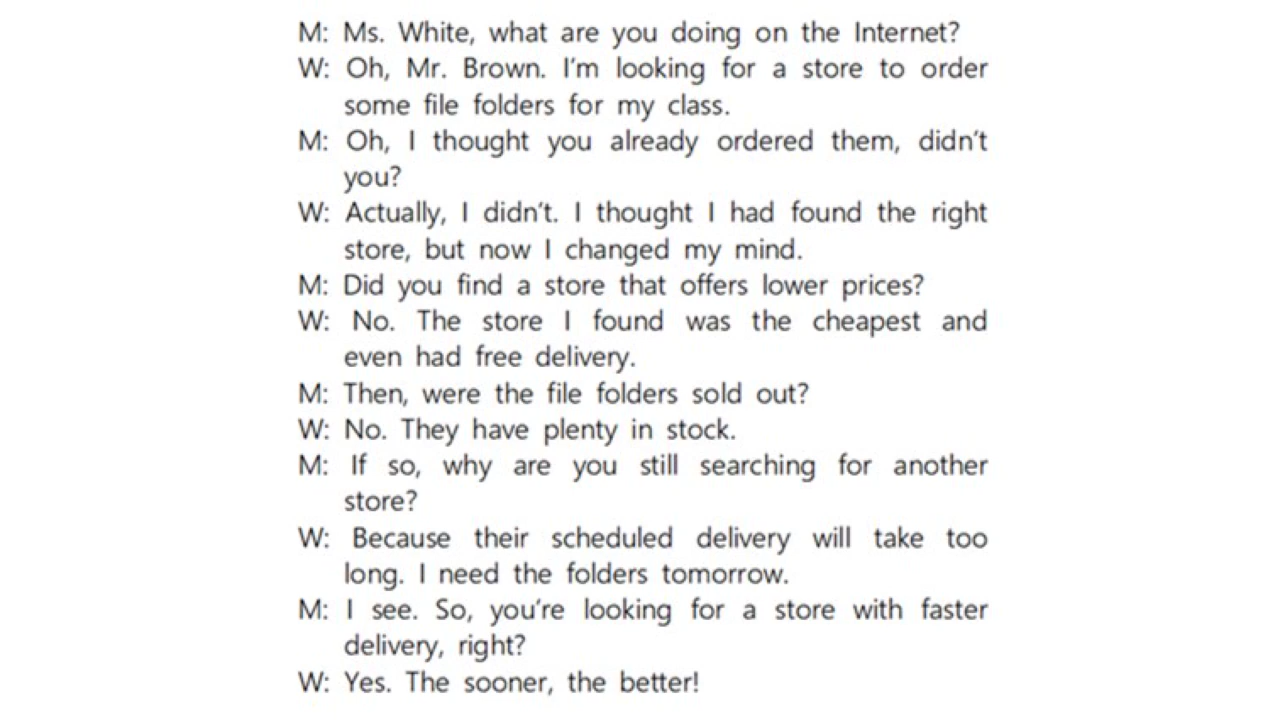 M: Ms. White, what are you doing on the Internet?
W: Oh, Mr. Brown. I'm looking for a store to order
some file folders for my class.
M: Oh, I thought you already ordered them, didn't
you?
W: Actually, I didn't. I thought I had found the right
store, but now I changed my mind.
M: Did you find a store that offers lower prices?
W: No. The store I found was the cheapest and
even had free delivery.
M: Then, were the file folders sold out?
W: No. They have plenty in stock.
M: If so, why are you still searching for another
store?
W: Because their scheduled delivery will take too
long. I need the folders tomorrow.
M: I see. So, you're looking for a store with faster
delivery, right?
W: Yes. The sooner, the better!